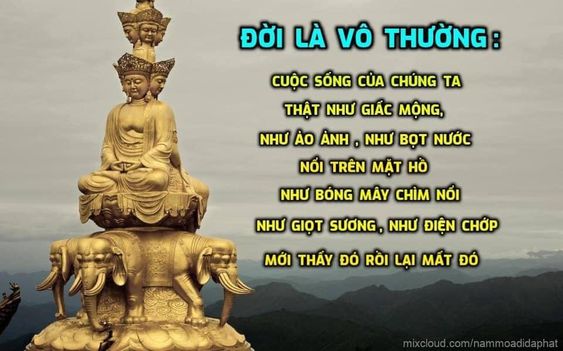 ĐỜI LÀ VÔ THƯỜNG :
CUỘC SỐNG CỦA CHÚNG TA
THẬT NHƯ GIẤC MỘNG,
NHƯ ẢO ẢNH , NHƯ BỌT NƯỚC
NỔI TRÊN MẶT HỒ
NHƯ BÓNG MÂY CHÌM NỔI
NHƯ GIỌT SƯƠNG, NHƯ ĐIỆN CHỚP
MỚI THẤY ĐÓ RỒI LẠI MẤT ĐÓ
mixcloud.com/nammoadidaphat